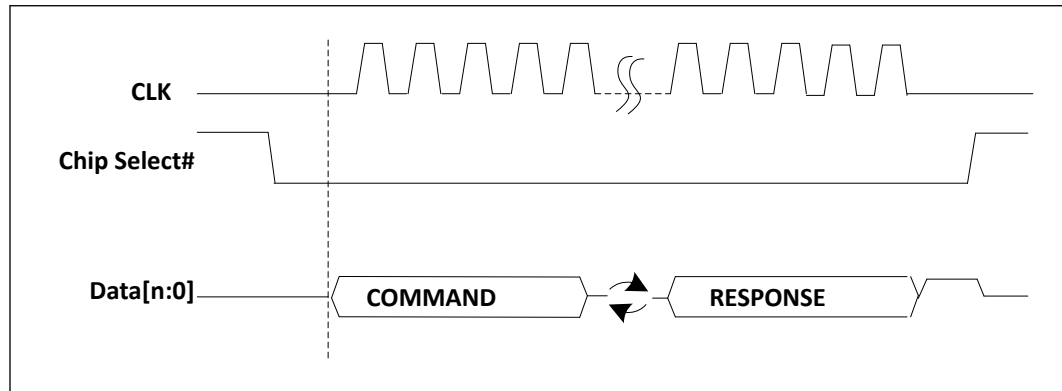 CLK
Chip Select#
Data[n:0]
COMMAND
RESPONSE